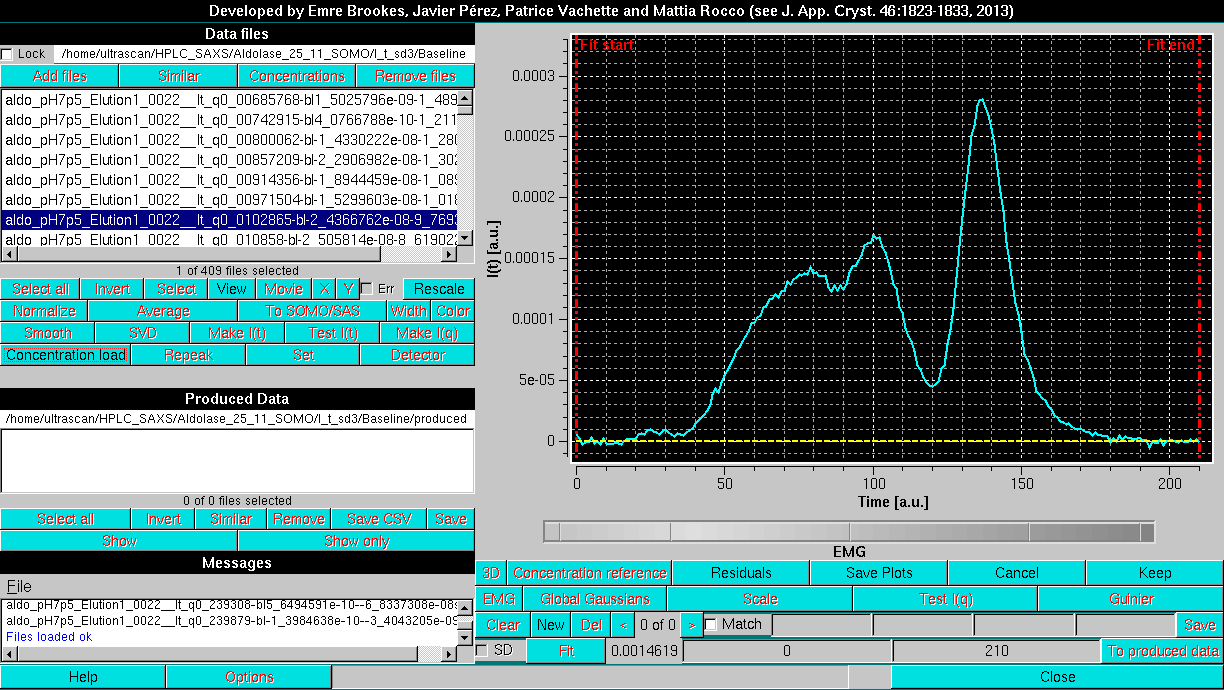 Developed by Emre Brookes, Javier Pérez, Patrice Vachette and Mattia Rocco (see J. App. Cryst. 46:1823-1833, 2013)
Data files
Lock /home/ultrascan/HPLC_SAXS/Aldolase_25_11_SOMO/I_t_sd3/Baseline
Add files Similar Concentrations Remove files
aldo_pH7p5_Elution1_0022__It_q0_00685768-bl1_5025796e-09-1_489
aldo_pH7p5_Elution1_0022__It_q0_00742915-bl4_0766788e-10-1_211
aldo_pH7p5_Elution1_0022__It_q0_00800062-bl-1_4330222e-08-1_280
aldo_pH7p5_Elution1_0022__It_q0_00857209-bl-2_2906982e-08-1_302
aldo_pH7p5_Elution1_0022__It_q0_00914356-bl-1_8944459e-08-1_089
aldo_pH7p5_Elution1_0022__It_q0_00971504-bl-1_5299603e-08-1_018
aldo_pH7p5_Elution1_0022__It_q0_0102865-bl-2_4366762e-08-9_7693
aldo_pH7p5_Elution1_0022__It_q0_010858-bl-2_505814e-08-8_619022
1 of 409 files selected
Select all Invert Select View Movie X Y Err Rescale
Normalize Average To SOMO/SAS Width Color
Smooth SVD Make I(t) Test I(t) Make I(q)
Concentration load Repeak Set Detector
Produced Data
/home/ultrascan/HPLC_SAXS/Aldolase_25_11_SOMO/I_t_sd3/Baseline/produced
0 of 0 files selected
Select all Invert Similar Remove Save CSV Save
Show Show only
Messages
File
aldo_pH7p5_Elution1_0022__It_q0_239308-bl5_6494591e-10--6_8337308e-08s
aldo_pH7p5_Elution1_0022__It_q0_239879-bl-1_3984638e-10--3_4043205e-09
Files loaded ok
Help Options
Fit start Fit end
0.0003
0.00025
0.0002
0.00015
0.0001
5e-05
0
I(t) [a.u.]
0 50 100 150 200
Time [a.u.]
EMG
3D Concentration reference Residuals Save Plots Cancel Keep
EMG Global Gaussians Scale Test I(q) Guinier
Clear New Del < 0 of 0 > Match Save
SD Fit 0.0014619 0 210 To produced data
Close